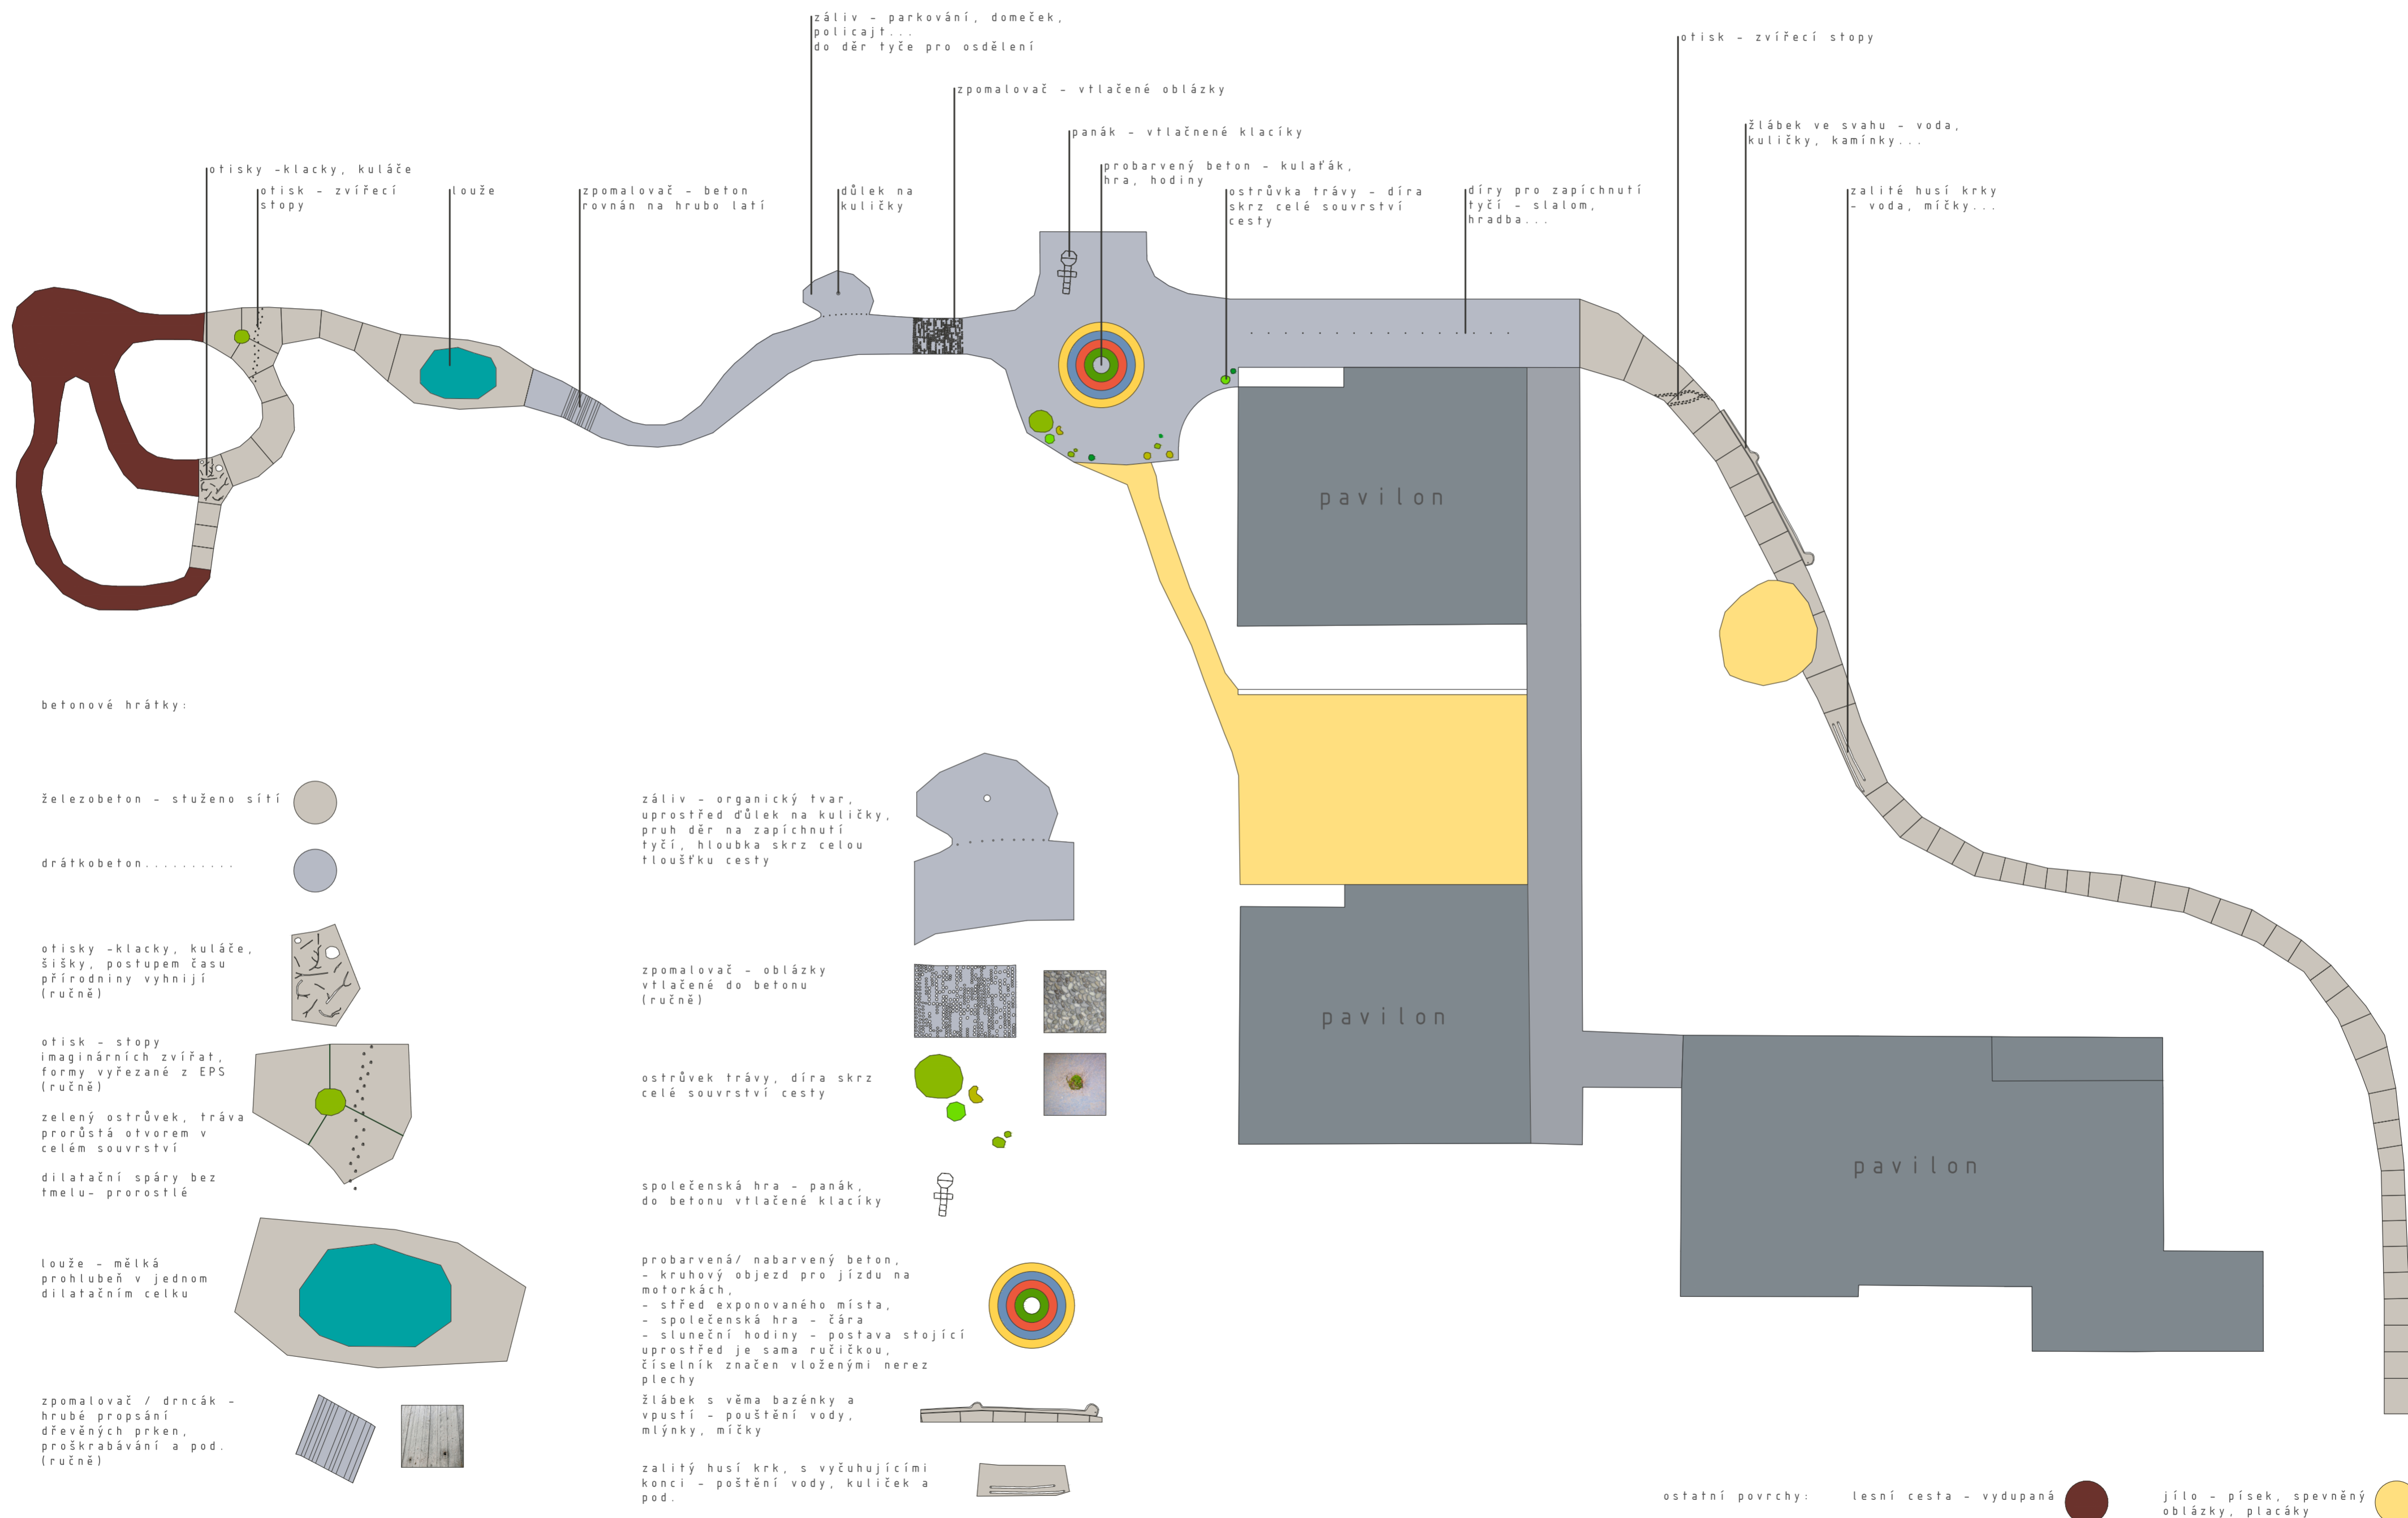 záliv - parkování, domeček,
policajt...
do děr tyče pro osdělení
otisk - zvířecí stopy
zpomalovač - vtlačené oblázky
panák - vtlačnené klacíky
žlábek ve svahu - voda,
kuličky, kamínky...
otisky -klacky, kuláče
probarvený beton - kulaťák,
hra, hodiny
otisk - zvířecí
stopy
louže
zpomalovač - beton
rovnán na hrubo latí
důlek na
kuličky
ostrůvka trávy - díra
skrz celé souvrství
cesty
díry pro zapíchnutí
tyčí - slalom,
hradba...
zalité husí krky
- voda, míčky...
pavilon
pavilon
pavilon
betonové hrátky:
železobeton - stuženo sítí
drátkobeton..........
otisky -klacky, kuláče,
šišky, postupem času
přírodniny vyhnijí
(ručně)
otisk - stopy
imaginárních zvířat,
formy vyřezané z EPS
(ručně)
zelený ostrůvek, tráva
prorůstá otvorem v
celém souvrství
dilatační spáry bez
tmelu- prorostlé
louže - mělká
prohlubeň v jednom
dilatačním celku
zpomalovač / drncák -
hrubé propsání
dřevěných prken,
proškrabávání a pod.
(ručně)
záliv - organický tvar,
uprostřed ďůlek na kuličky,
pruh děr na zapíchnutí
tyčí, hloubka skrz celou
tloušťku cesty
zpomalovač - oblázky
vtlačené do betonu
(ručně)
ostrůvek trávy, díra skrz
celé souvrství cesty
společenská hra - panák,
do betonu vtlačené klacíky
probarvená/ nabarvený beton,
- kruhový objezd pro jízdu na
motorkách,
- střed exponovaného místa,
- společenská hra - čára
- sluneční hodiny - postava stojící
uprostřed je sama ručičkou,
číselník značen vloženými nerez
plechy
žlábek s věma bazénky a
vpustí - pouštění vody,
mlýnky, míčky
zalitý husí krk, s vyčuhujícími
konci - poštění vody, kuliček a
pod.
ostatní povrchy:
lesní cesta - vydupaná
jílo - písek, spevněný
oblázky, placáky